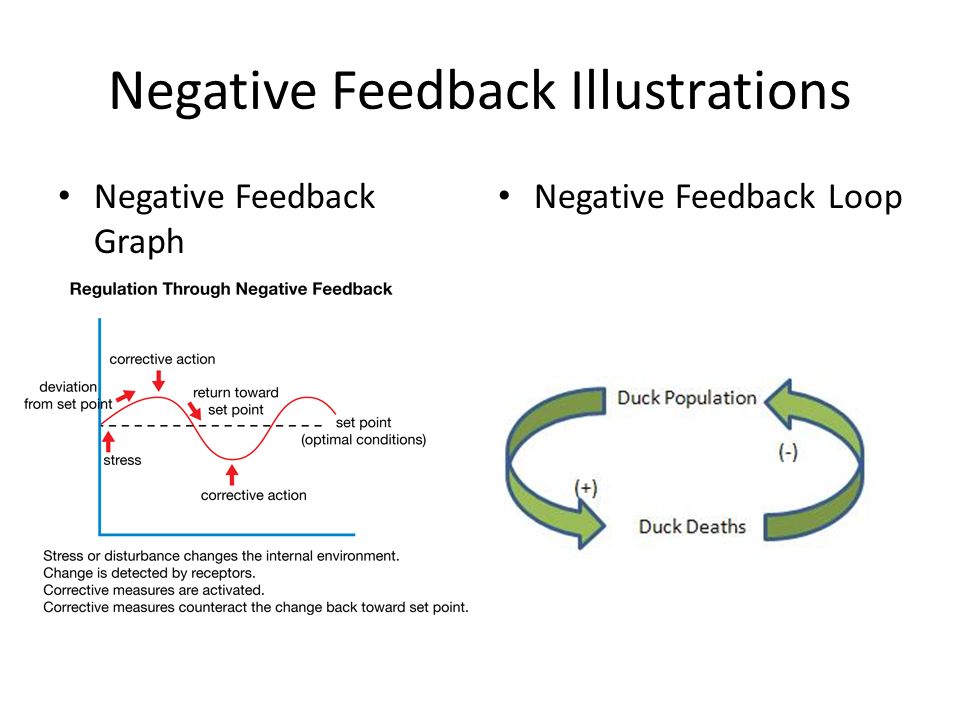 Negative Feedback Illustrations
• Negative Feedback
Graph
Regulation Through Negative Feedback
corrective action
deviation
from set point
return toward
set point
set point
(optimal conditions)
stress
corrective action
Stress or disturbance changes the internal environment.
Change is detected by receptors.
Corrective measures are activated.
Corrective measures counteract the change back toward set point.
• Negative Feedback Loop
Duck Population
(-)
(+)
Duck Deaths